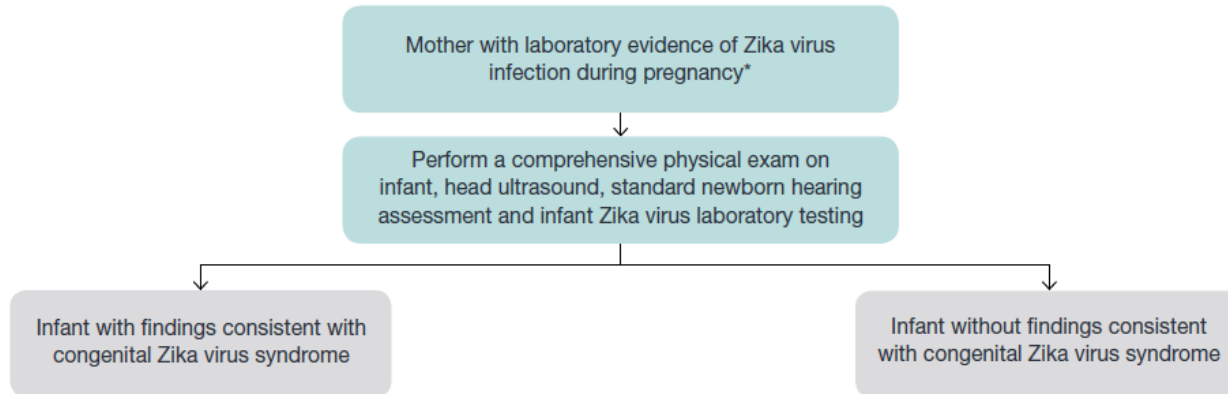 Mother with laboratory evidence of Zika virus
infection during pregnancy*
Perform a comprehensive physical exam on
infant, head ultrasound, standard newborn hearing
assessment and infant Zika virus laboratory testing
Infant with findings consistent with
congenital Zika virus syndrome
Infant without findings consistent
with congenital Zika virus syndrome